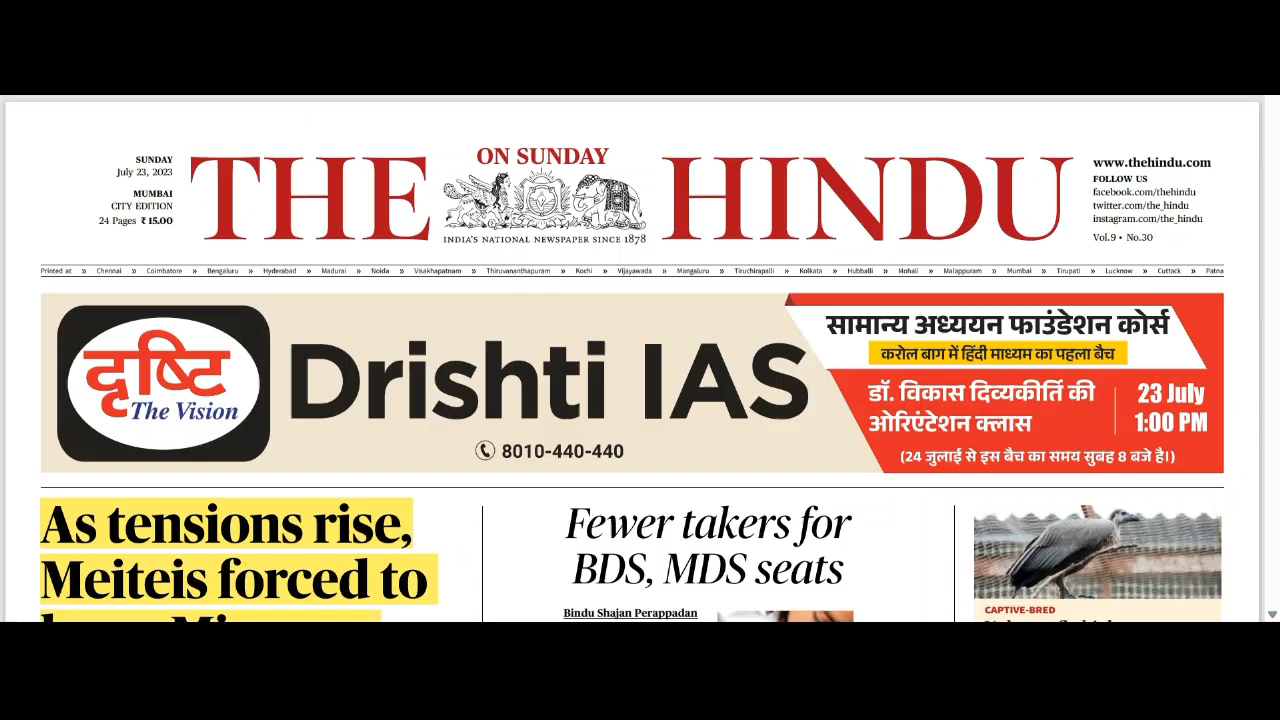 SUNDAY
July 23, 2023
MUMBAI
CITY EDITION
24 Pages ₹ 15.00
THE HINDU
ON SUNDAY
INDIA'S NATIONAL NEWSPAPER SINCE 1878
www.thehindu.com
FOLLOW US
facebook.com/thehindu
twitter.com/the_hindu
instagram.com/the_hindu
Vol.9 • No.30
Printed at » Chennai » Coimbatore » Bengaluru » Hyderabad » Madurai » Noida » Visakhapatnam » Thiruvananthapuram » Kochi » Vijayawada » Mangaluru » Tiruchirapalli » Kolkata » Hubballi » Mohali » Malappuram » Mumbai » Tirupati » Lucknow » Cuttack » Patna
दृष्टि
The Vision
Drishti IAS
8010-440-440
सामान्य अध्ययन फाउंडेशन कोर्स
करोल बाग में हिंदी माध्यम का पहला बैच
डॉ. विकास दिव्यकीर्ति की
ओरिएंटेशन क्लास
23 July
1:00 PM
(24 जुलाई से इस बैच का समय सुबह 8 बजे है।)
As tensions rise,
Meiteis forced to
Fewer takers for
BDS, MDS seats
Bindu Shajan Perappadan
CAPTIVE-BRED